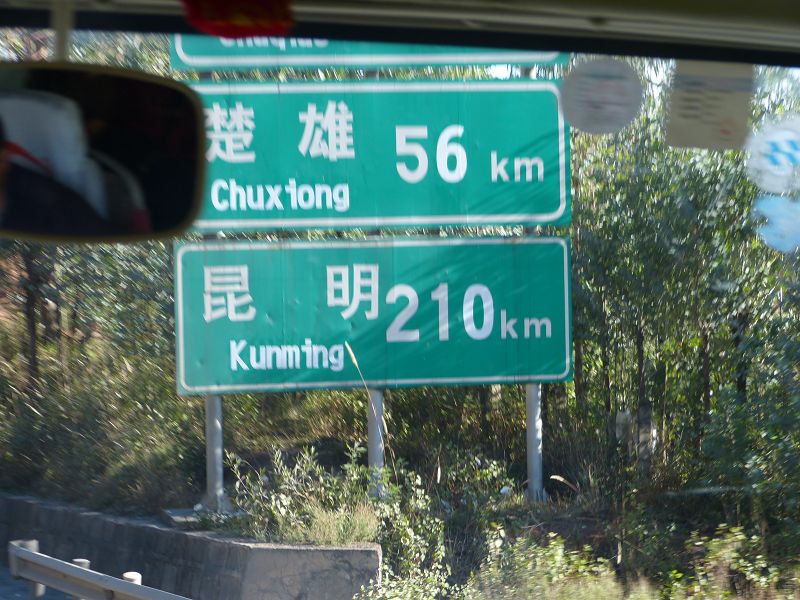 楚 雄 56 km
Chuxiong
昆 明 210 km
Kunming